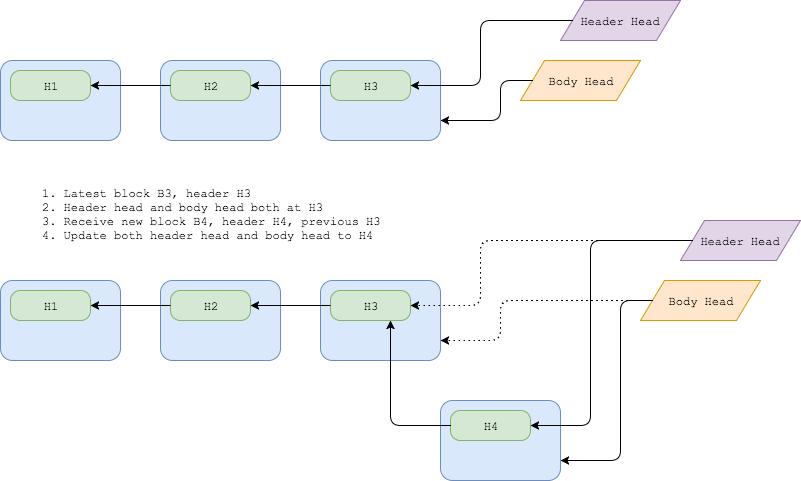 Header Head
H1
H2
H3
Body Head
1. Latest block B3, header H3
2. Header head and body head both at H3
3. Receive new block B4, header H4, previous H3
4. Update both header head and body head to H4
Header Head
H1
H2
H3
Body Head
H4